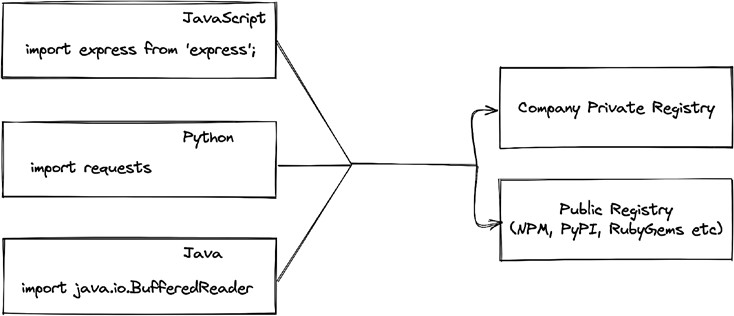 JavaScript
import express from 'express';
Python
import requests
Java
import java.io.BufferedReader
Company Private Registry
Public Registry
(NPM, PyPI, RubyGems etc)